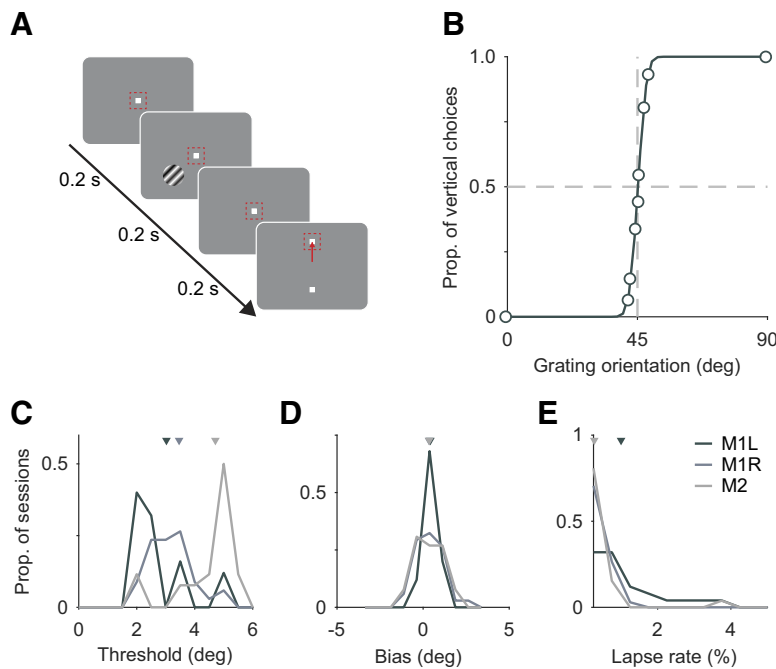 A
0.2 s
0.2 s
0.2 s
B
Prop. of vertical choices
1.0
0.5
0
0
45
90
Grating orientation (deg)
C
Prop. of sessions
0.5
0
0
2
4
6
Threshold (deg)
D
0.5
0
-5
0
5
Bias (deg)
E
1
0.5
0
2
4
Lapse rate (%)
M1L
M1R
M2